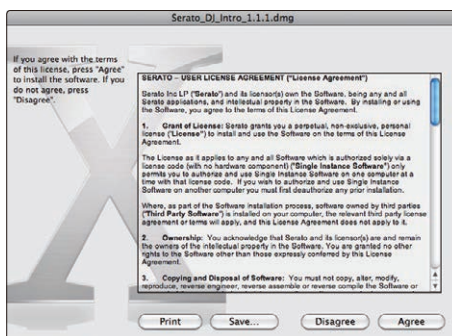 Serato_DJ_Intro_1.1.1.dmg
If you agree with the terms
of this license, press "Agree"
to install the software. If you
do not agree, press
"Disagree".
SERATO – USER LICENSE AGREEMENT ("License Agreement")
Serato Inc LP ("Serato") and its licensor(s) own the Software, being any and all
Serato applications, and intellectual property in the Software. By installing or using
the Software, you agree to the terms of this License Agreement.
1. Grant of License: Serato grants you a perpetual, non-exclusive, personal
license ("License") to install and use the Software on the terms of this License
Agreement.
The License as it applies to any and all Software which is authorized solely via a
license code (with no hardware component) ("Single Instance Software") only
permits you to authorize and use Single Instance Software on one computer at a
time with that license code. If you wish to authorize and use Single Instance
Software on another computer you must first deauthorize any prior installation.
Where, as part of the Software installation process, software owned by third parties
("Third Party Software") is installed on your computer, the relevant third party license
agreement or terms will apply, and this License Agreement does not apply to it.
2. Ownership: You acknowledge that Serato and its licensor(s) are and remain
the owners of the intellectual property in the Software. You are granted no other
rights to the Software other than those expressly conferred by this License
Agreement.
3. Copying and Disposal of Software: You must not copy, alter, modify,
reproduce, reverse engineer, reverse assemble or reverse compile the Software or
Print Save... Disagree Agree